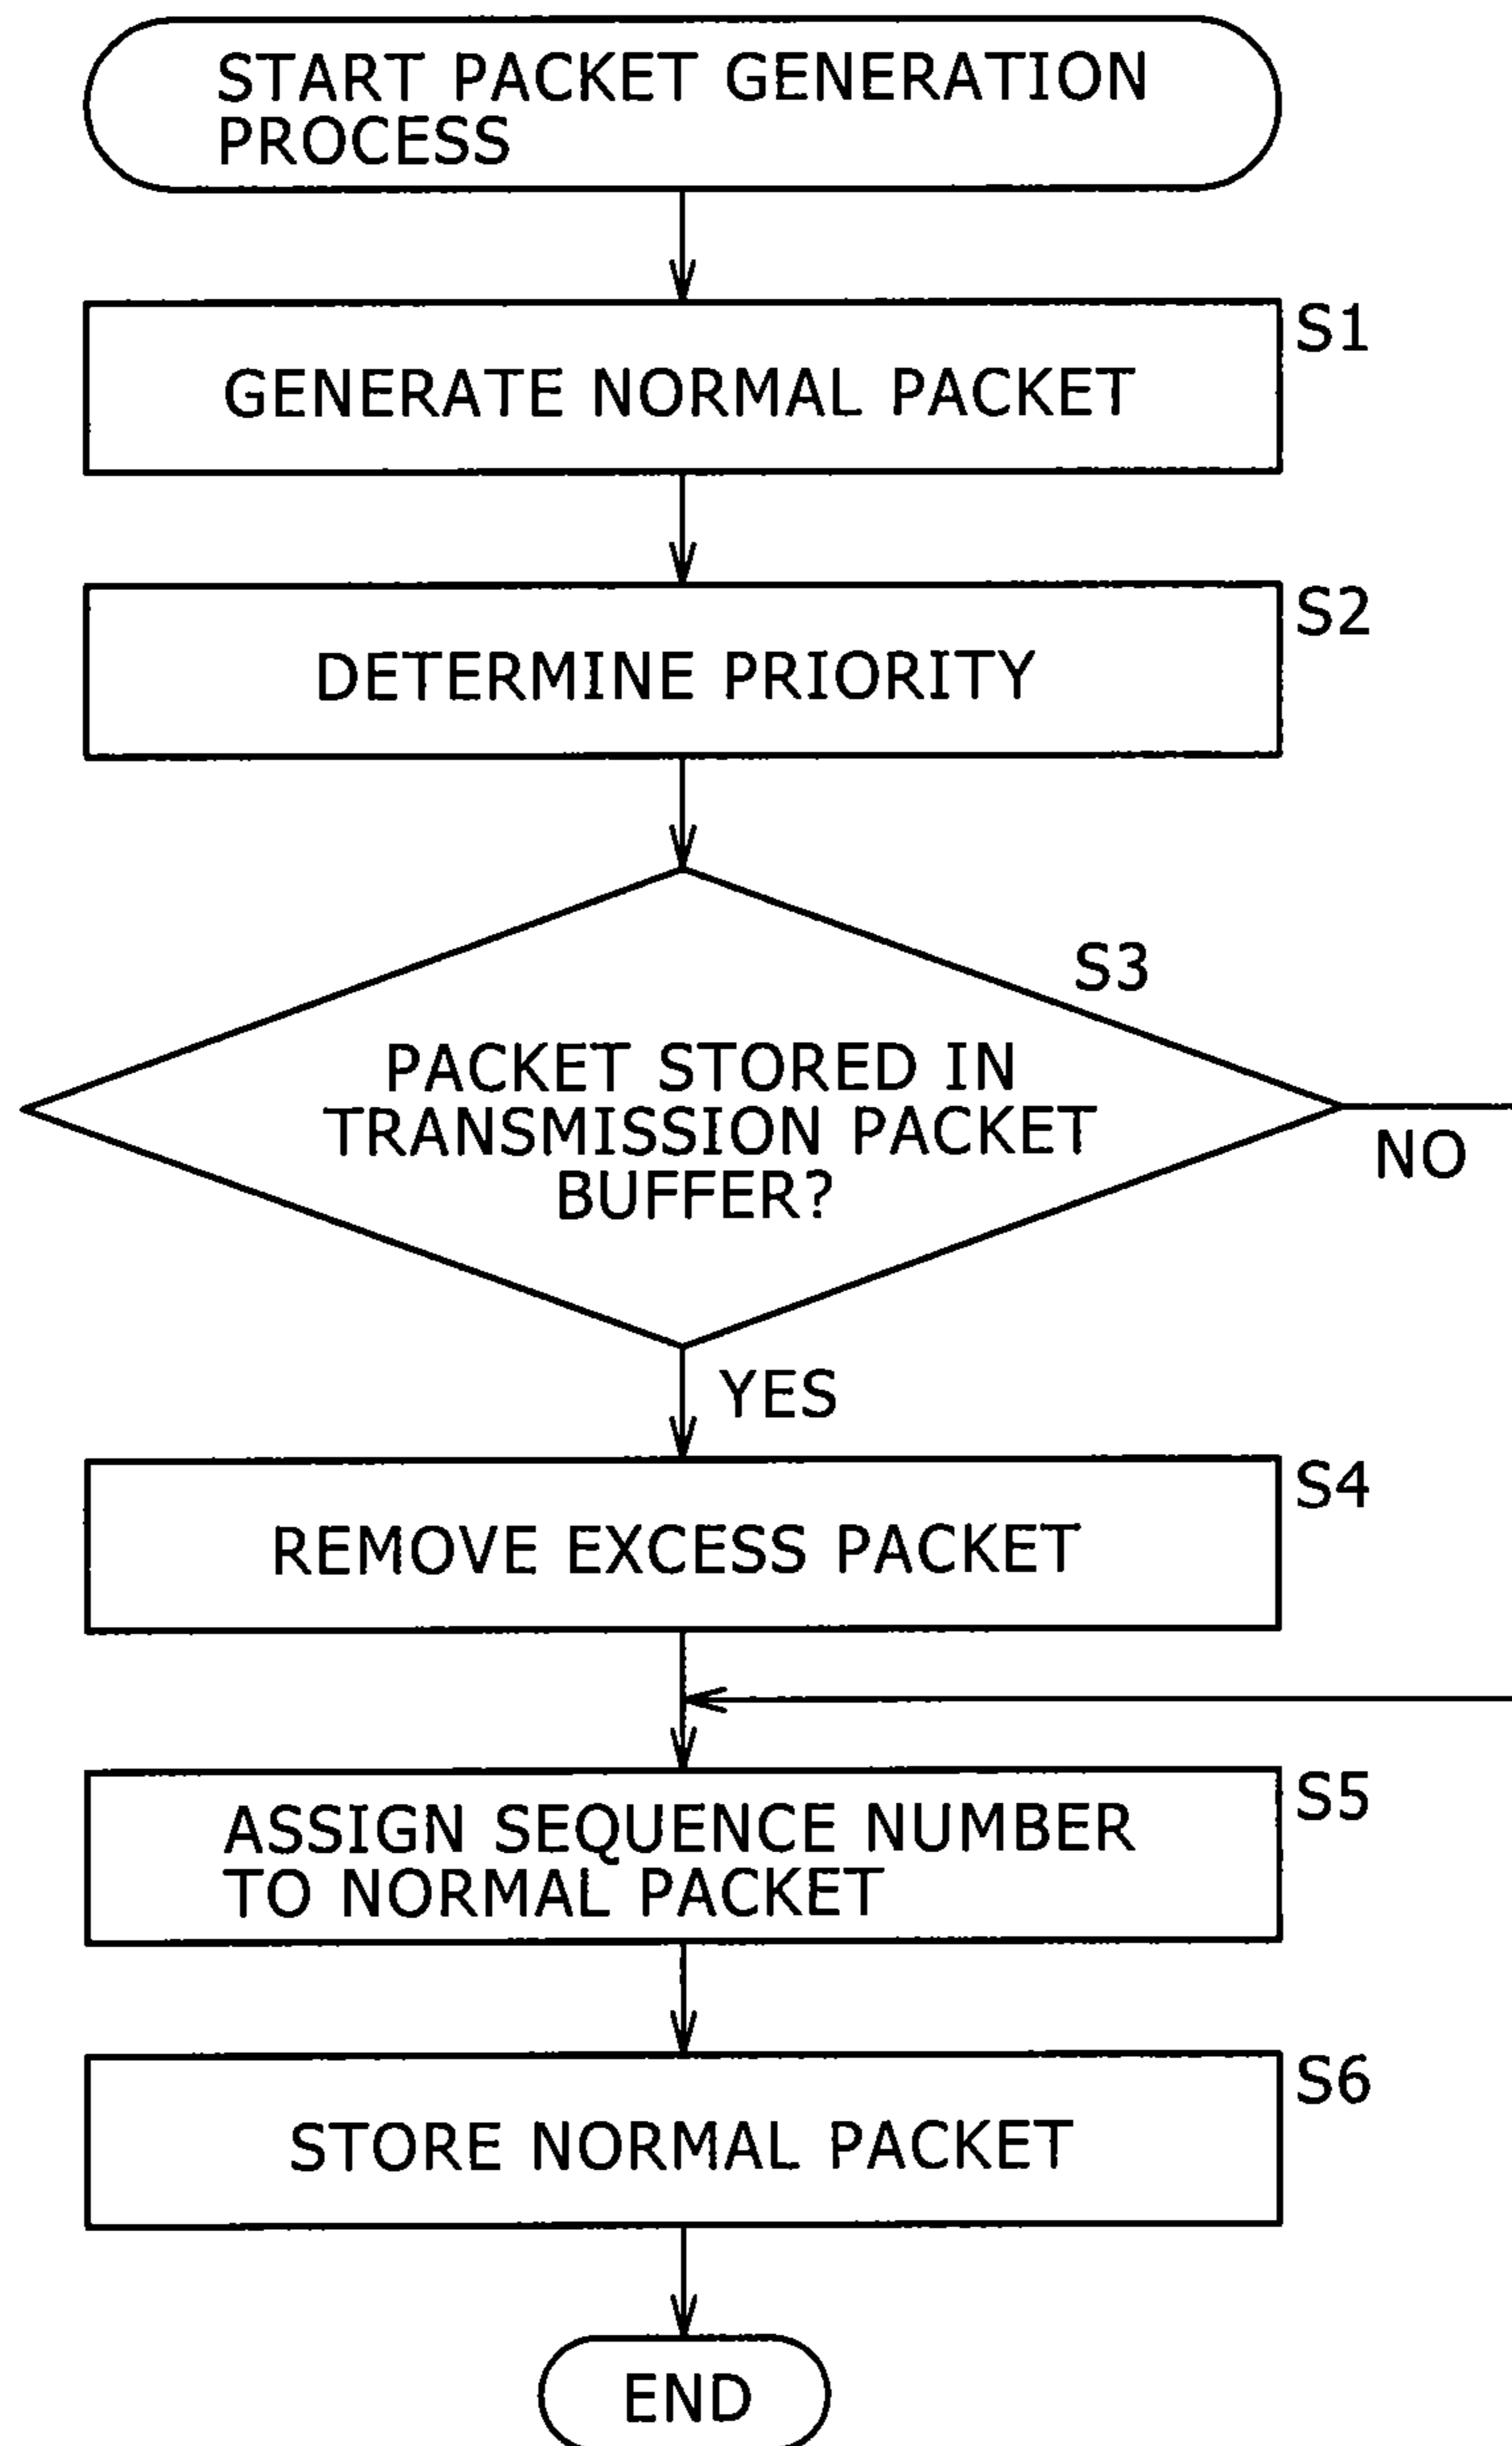 START PACKET GENERATION
PROCESS
S1
GENERATE NORMAL PACKET
S2
DETERMINE PRIORITY
S3
PACKET STORED IN
TRANSMISSION PACKET
BUFFER?
NO
YES
S4
REMOVE EXCESS PACKET
S5
ASSIGN SEQUENCE NUMBER
TO NORMAL PACKET
S6
STORE NORMAL PACKET
END